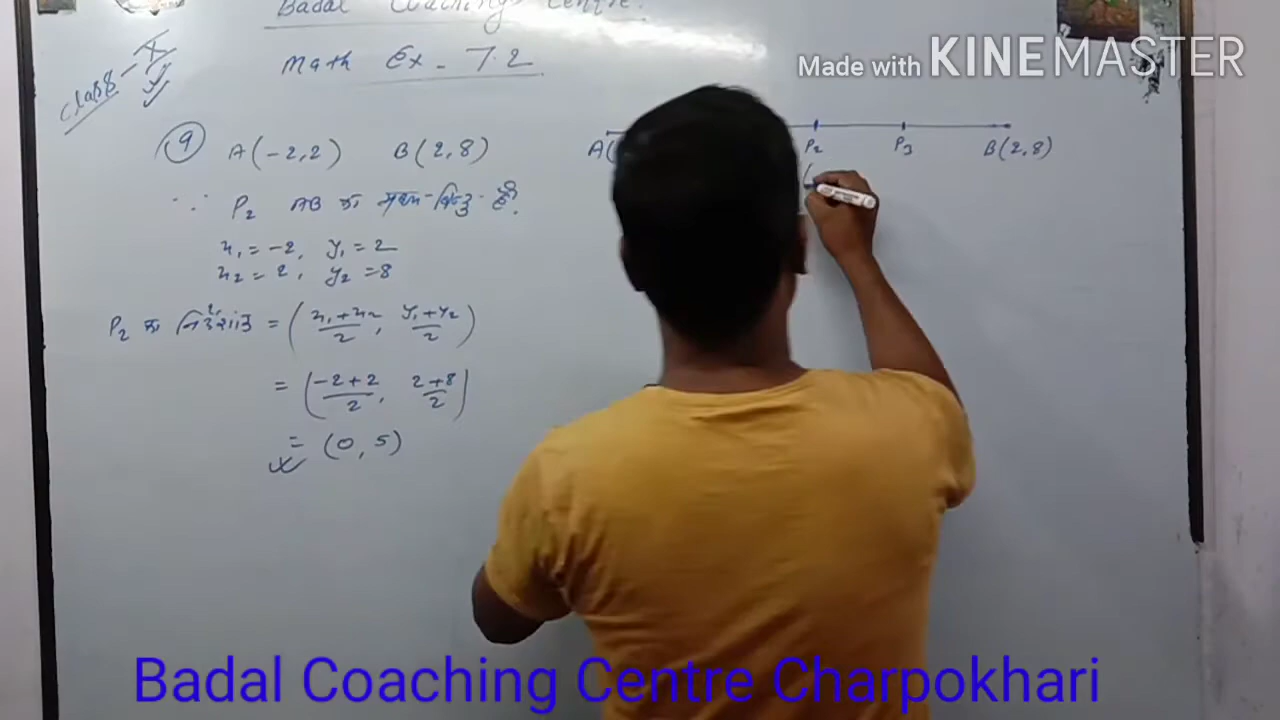 Badal Coaching Centre.
Math Ex - 7.2
Class - X
Made with KINEMASTER
9 A(-2,2) B(2,8)
A( P2 P3 B(2,8)
∵ P2 AB का मध्य-बिन्दु है।
x₁ = -2, y₁ = 2
x₂ = 2, y₂ = 8
P2 का निर्देशांक = (x₁+x₂/2, y₁+y₂/2)
= (-2+2/2, 2+8/2)
= (0, 5)
Badal Coaching Centre Charpokhari